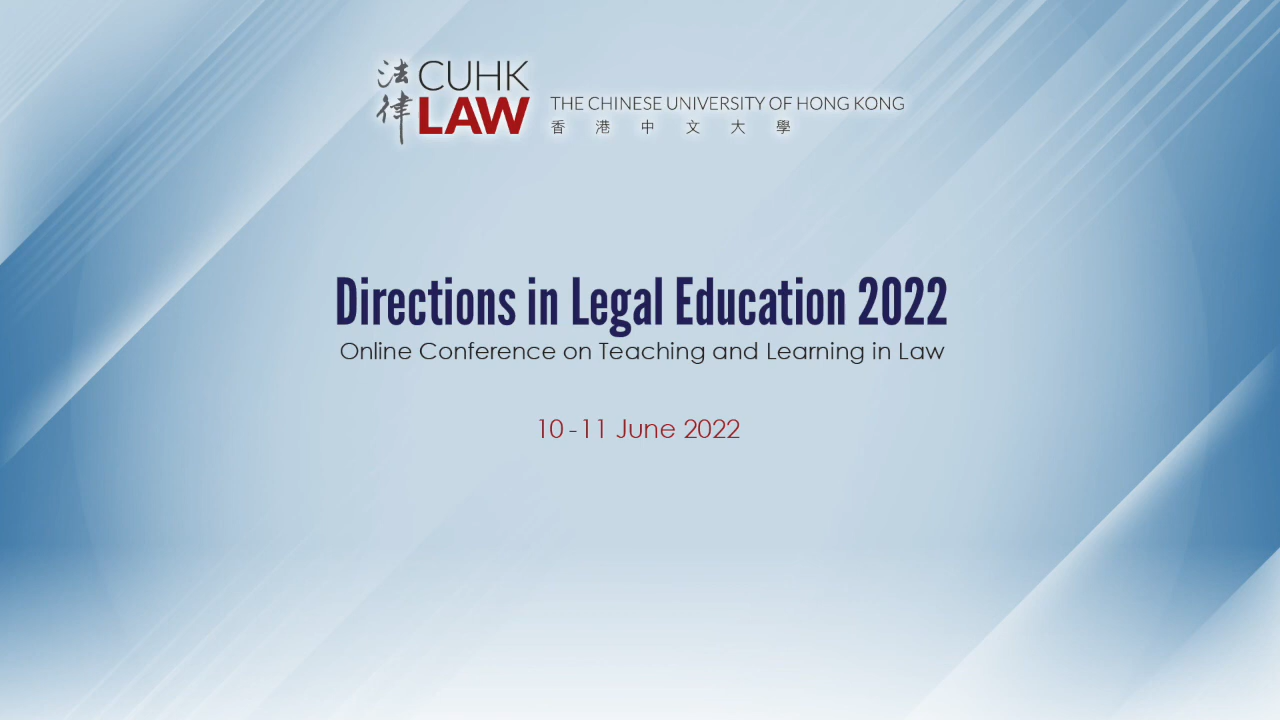 法律
CUHK
LAW
THE CHINESE UNIVERSITY OF HONG KONG
香港中文大學
Directions in Legal Education 2022
Online Conference on Teaching and Learning in Law
10 - 11 June 2022